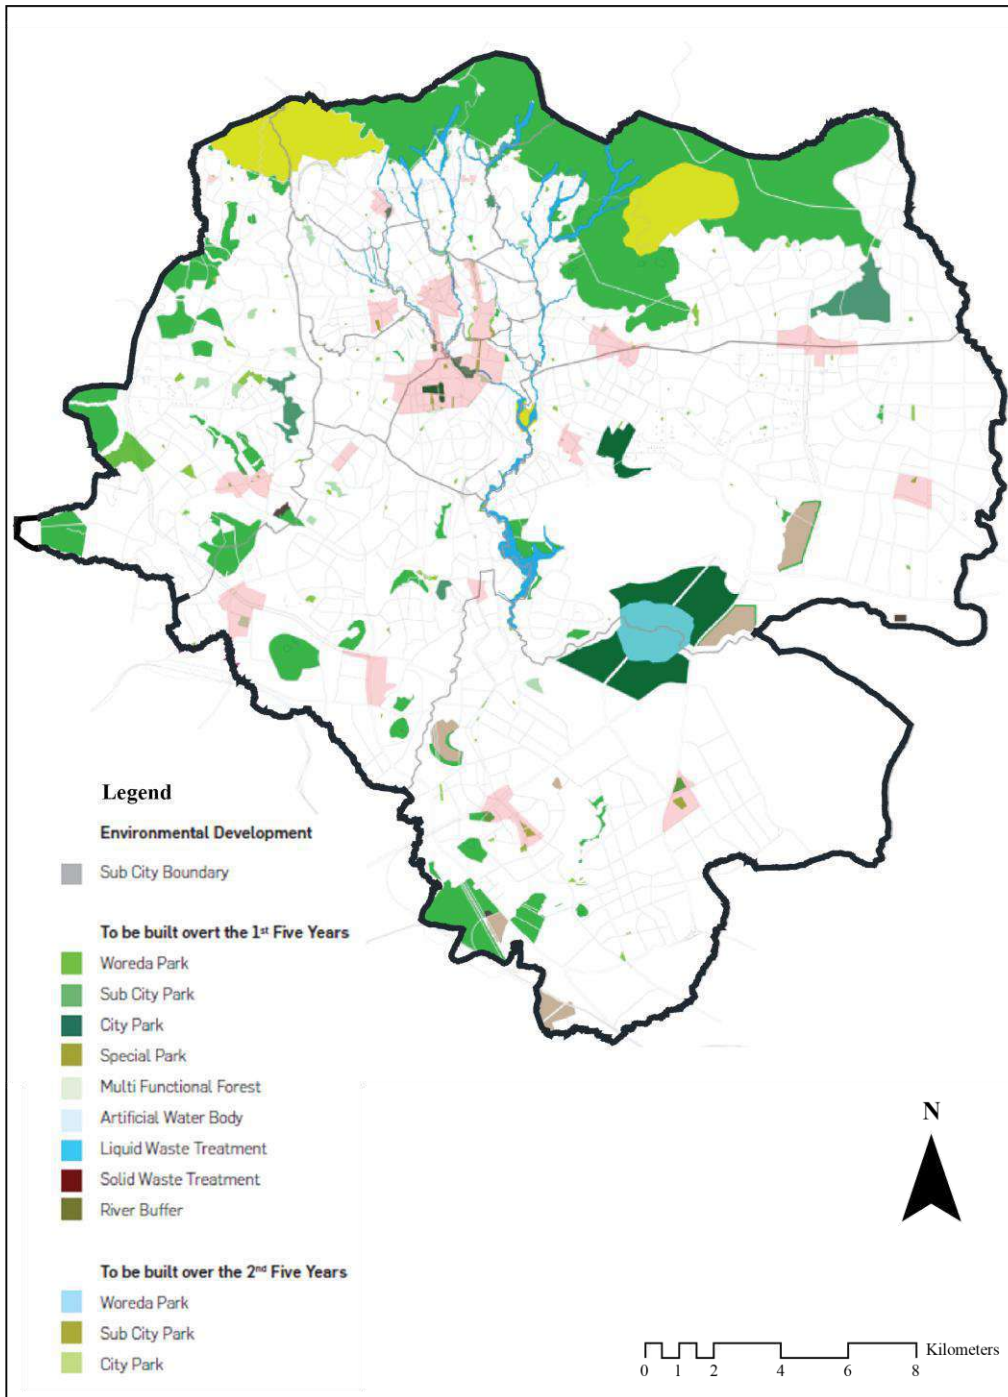 Legend
Environmental Development
Sub City Boundary
To be built overt the 1st Five Years
Woreda Park
Sub City Park
City Park
Special Park
Multi Functional Forest
Artificial Water Body
Liquid Waste Treatment
Solid Waste Treatment
River Buffer
To be built over the 2nd Five Years
Woreda Park
Sub City Park
City Park
N
Kilometers
0 1 2 4 6 8